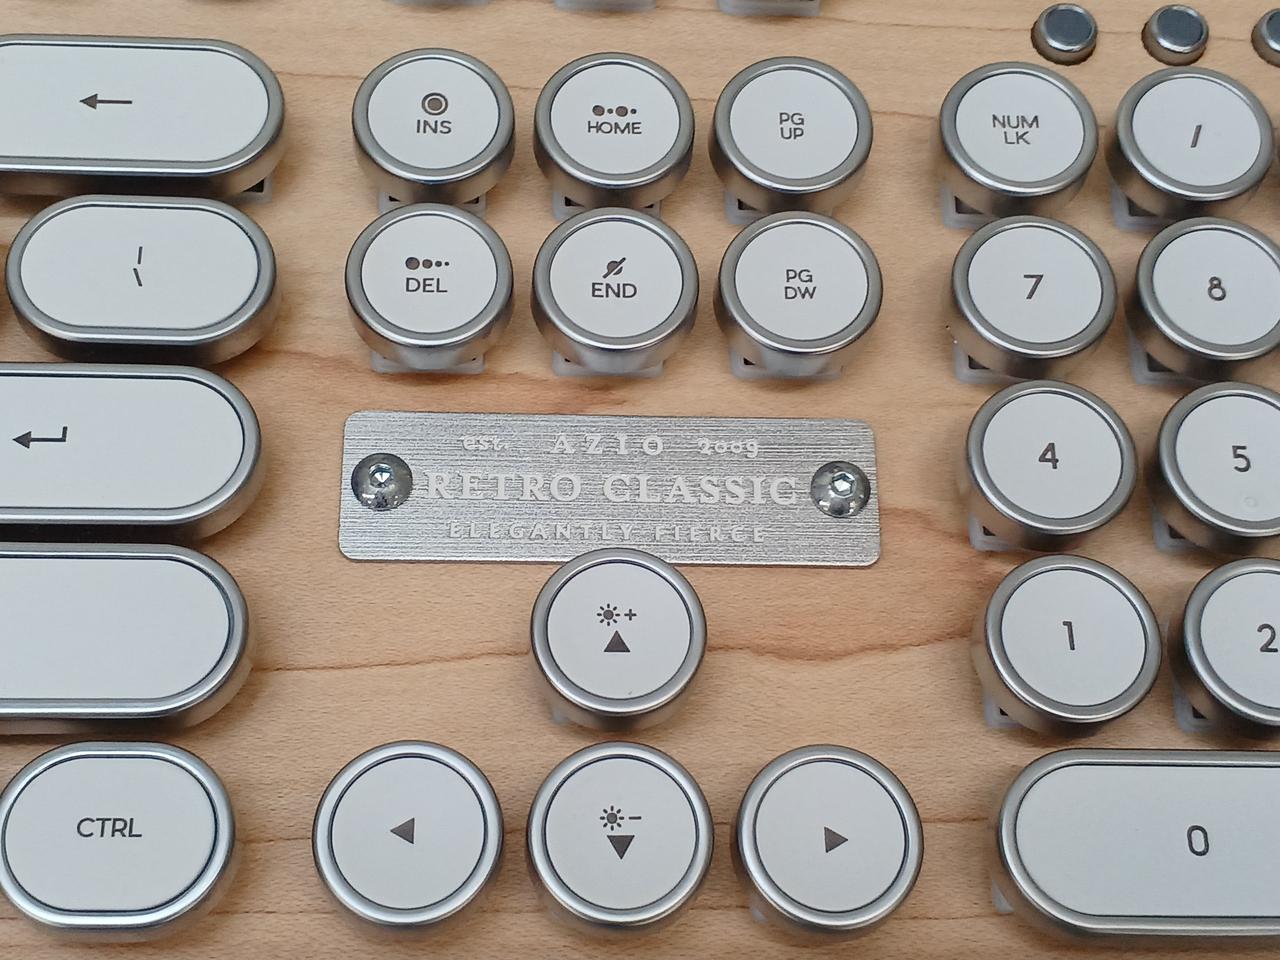 ←
INS
HOME
PG
UP
NUM
LK
/
|
\
DEL
END
PG
DW
7
8
est. AZIO 2009
RETRO CLASSIC
ELEGANTLY FIERCE
4
5
+
1
2
CTRL
-
0